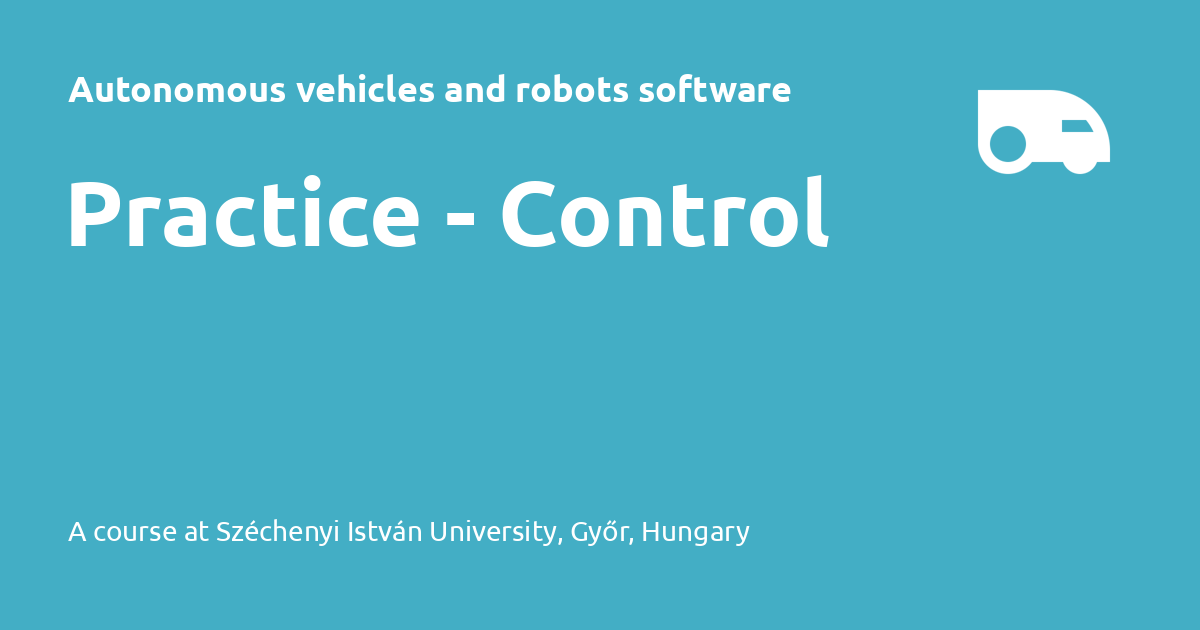 Autonomous vehicles and robots software
Practice - Control
A course at Széchenyi István University, Győr, Hungary